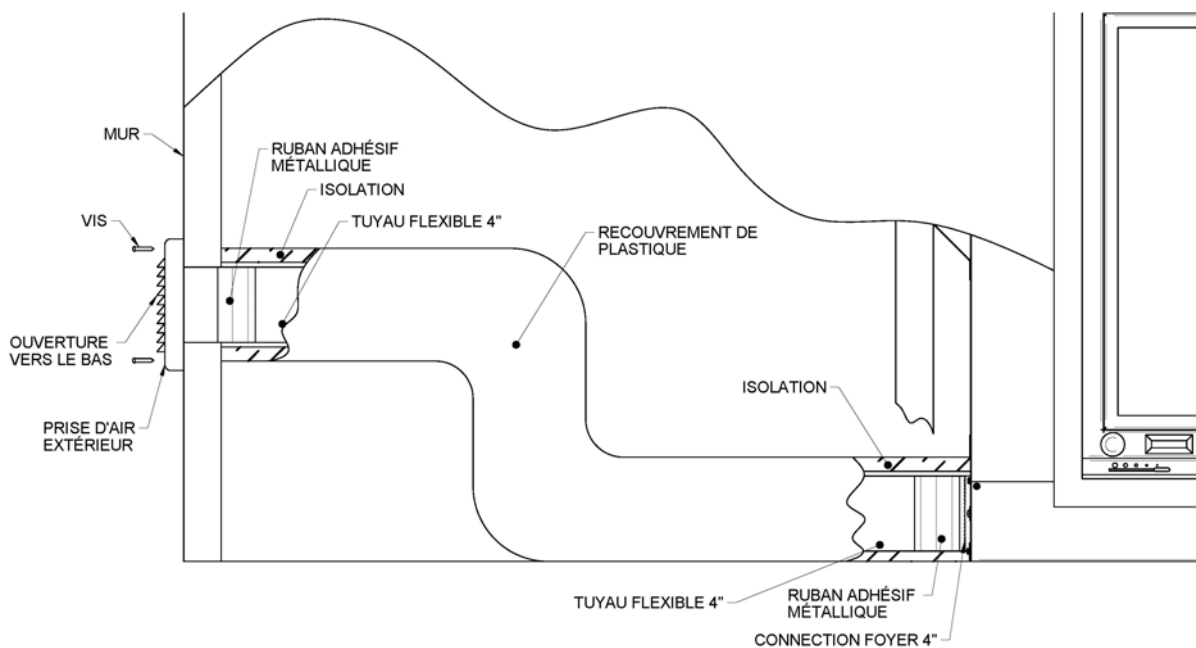 MUR
RUBAN ADHÉSIF
MÉTALLIQUE
ISOLATION
VIS
TUYAU FLEXIBLE 4"
RECOUVREMENT DE
PLASTIQUE
OUVERTURE
VERS LE BAS
ISOLATION
PRISE D'AIR
EXTÉRIEUR
TUYAU FLEXIBLE 4"
RUBAN ADHÉSIF
MÉTALLIQUE
CONNECTION FOYER 4"